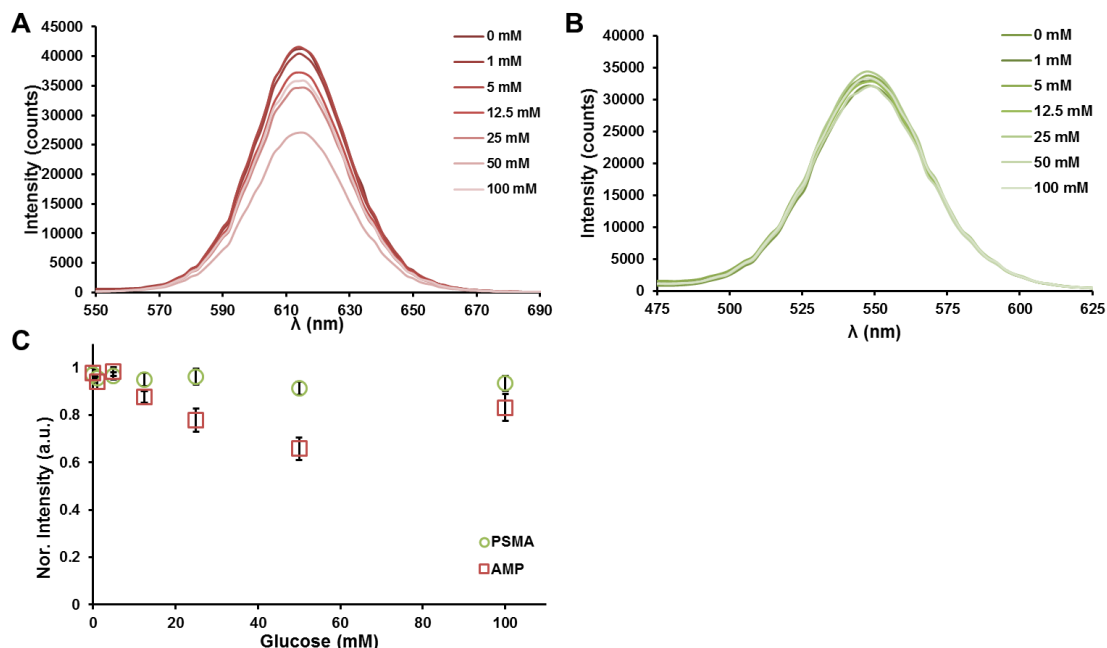 A
45000
40000
35000
30000
25000
20000
15000
10000
5000
0
Intensity (counts)
550 570 590 610 630 650 670 690
λ (nm)
0 mM
1 mM
5 mM
12.5 mM
25 mM
50 mM
100 mM
B
40000
35000
30000
25000
20000
15000
10000
5000
0
Intensity (counts)
475 500 525 550 575 600 625
λ (nm)
0 mM
1 mM
5 mM
12.5 mM
25 mM
50 mM
100 mM
C
1
0.8
0.6
0.4
0.2
0
Nor. Intensity (a.u.)
PSMA
AMP
0 20 40 60 80 100
Glucose (mM)